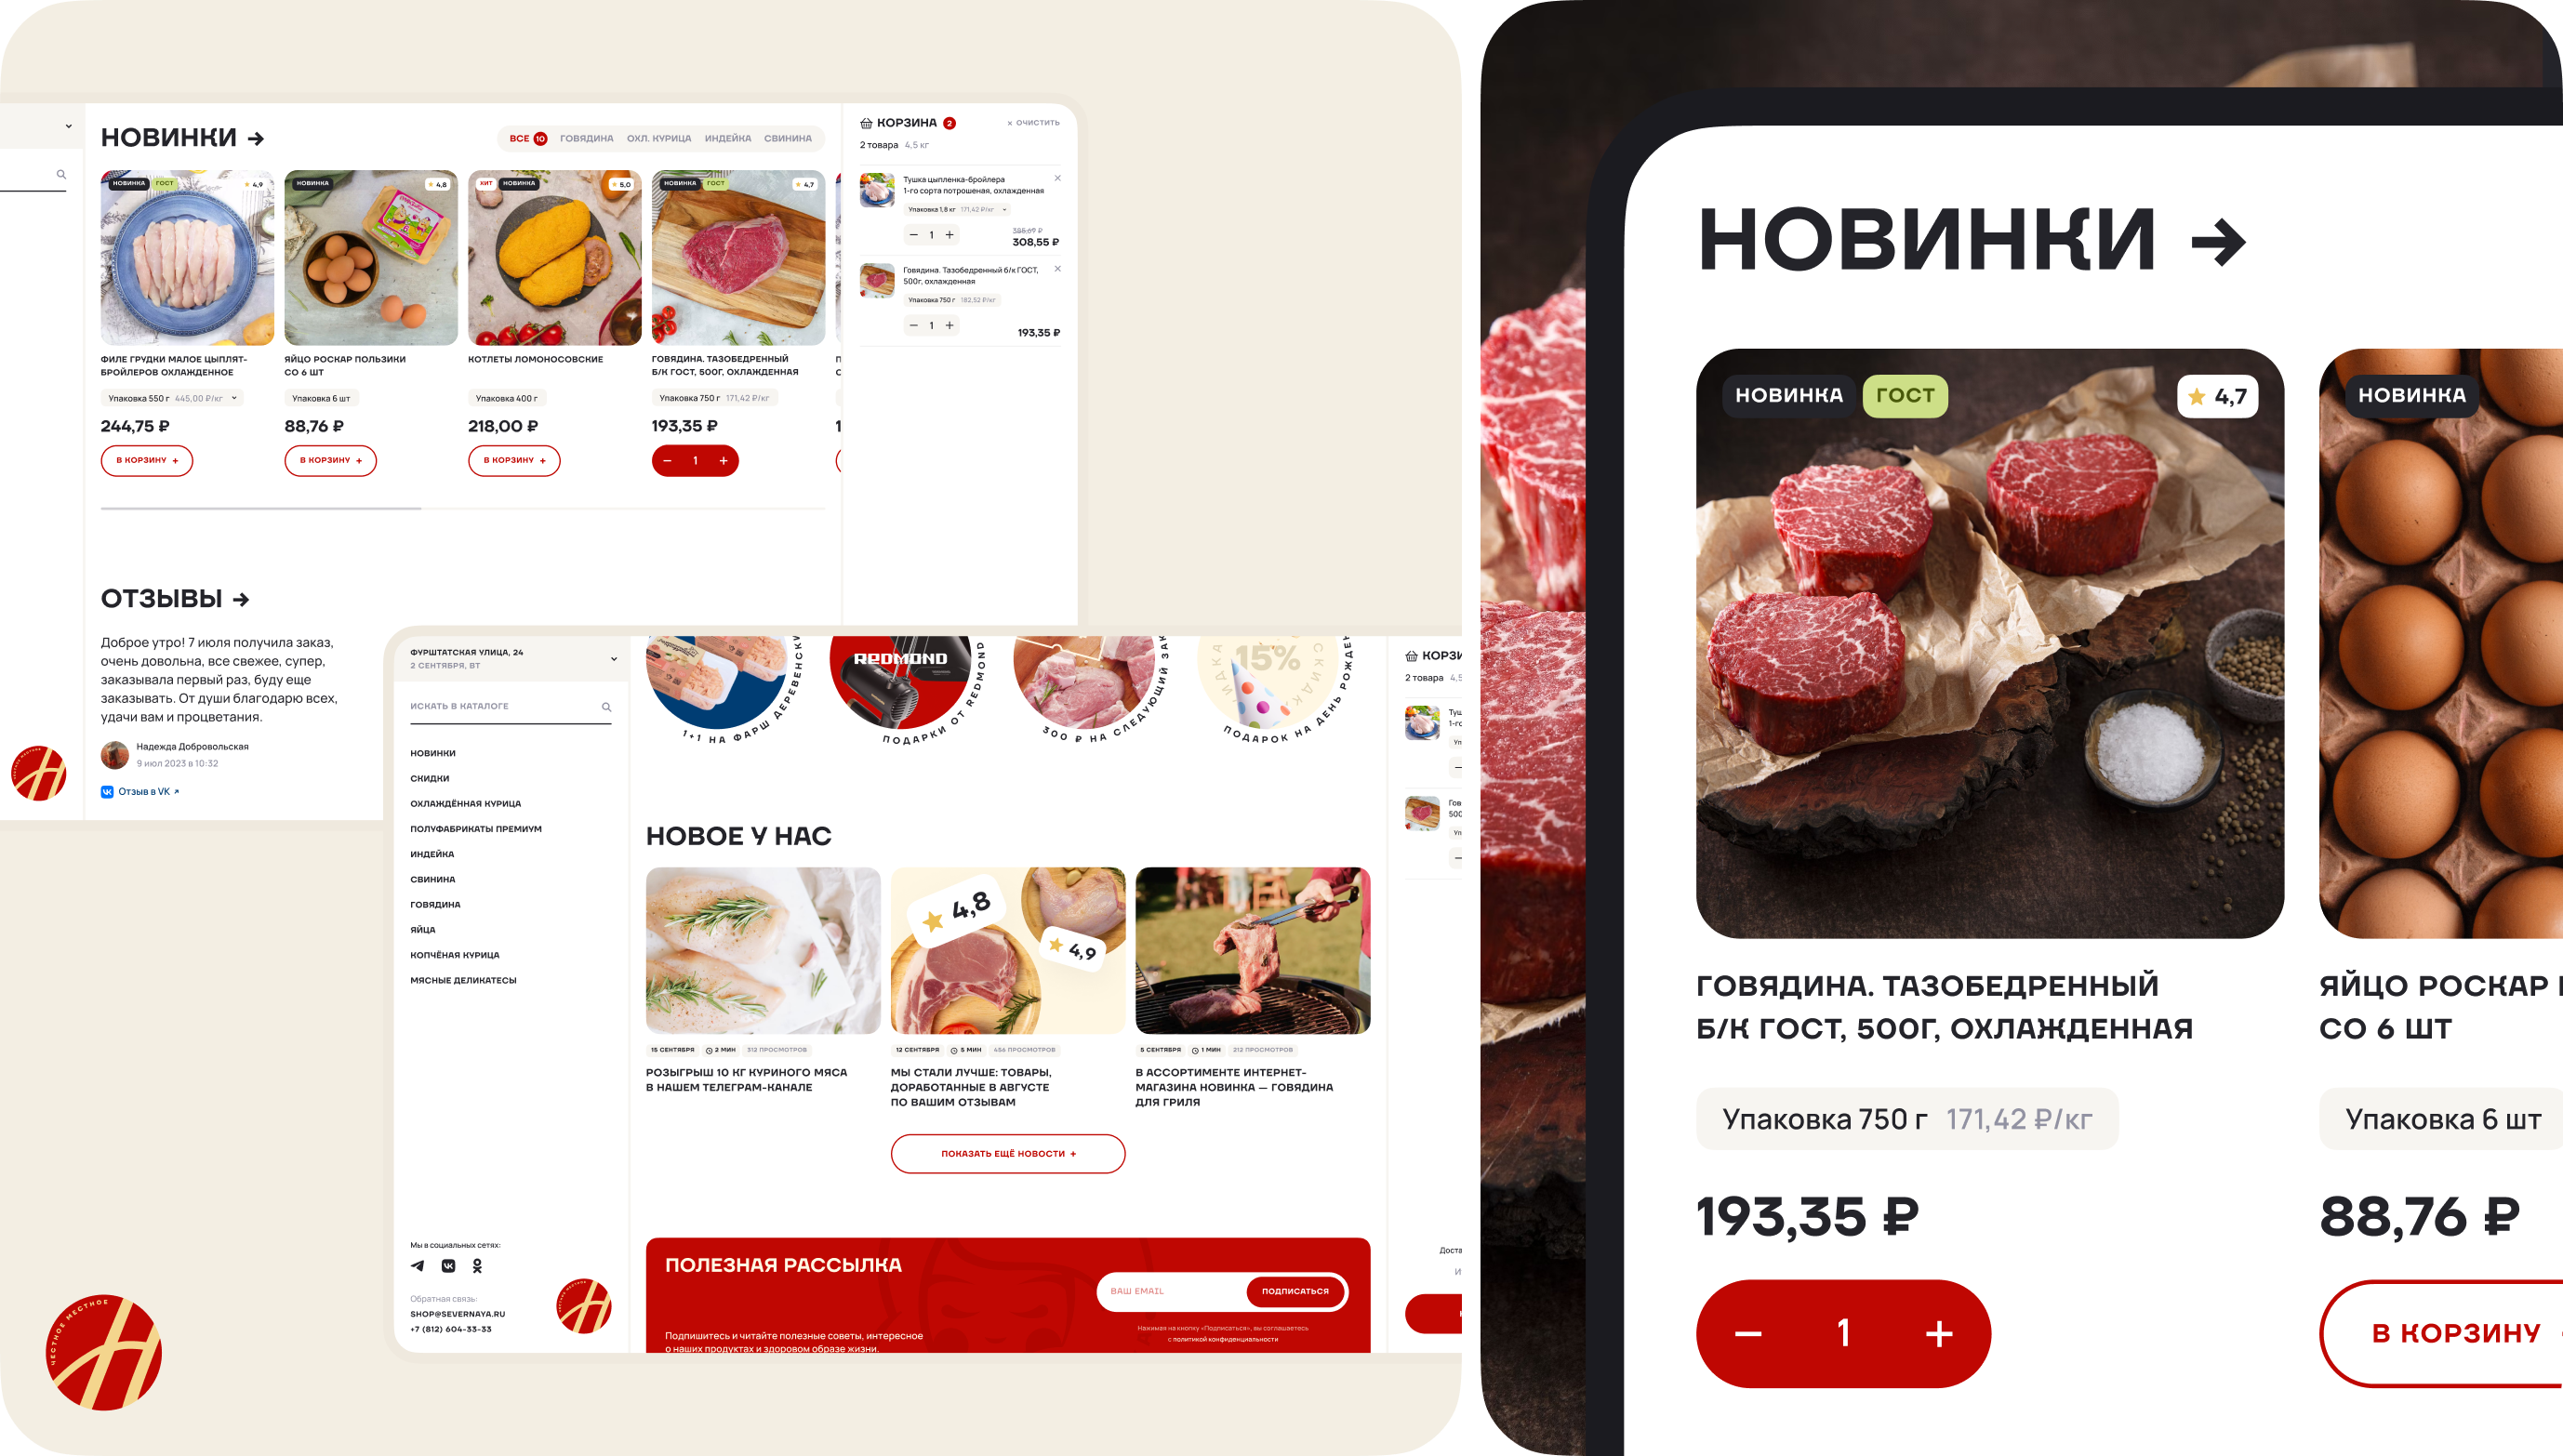 НОВИНКИ →
ВСЕ 10 ГОВЯДИНА ОХЛ. КУРИЦА ИНДЕЙКА СВИНИНА
НОВИНКА ГОСТ 4,9
ФИЛЕ ГРУДКИ МАЛОЕ ЦЫПЛЯТ-
БРОЙЛЕРОВ ОХЛАЖДЕННОЕ
Упаковка 550 г 445,00 ₽/кг
244,75 ₽
В КОРЗИНУ +
НОВИНКА 4,8
ЯЙЦО РОСКАР ПОЛЬЗИКИ
СО 6 ШТ
Упаковка 6 шт
88,76 ₽
В КОРЗИНУ +
ХИТ НОВИНКА 5,0
КОТЛЕТЫ ЛОМОНОСОВСКИЕ
Упаковка 400 г
218,00 ₽
В КОРЗИНУ +
НОВИНКА ГОСТ 4,7
ГОВЯДИНА. ТАЗОБЕДРЕННЫЙ
Б/К ГОСТ, 500Г, ОХЛАЖДЕННАЯ
Упаковка 750 г 171,42 ₽/кг
193,35 ₽
− 1 +
КОРЗИНА 2
× ОЧИСТИТЬ
2 товара 4,5 кг
Тушка цыпленка-бройлера
1-го сорта потрошеная, охлажденная
Упаковка 1,8 кг 171,42 ₽/кг
− 1 +
385,69 ₽
308,55 ₽
Говядина. Тазобедренный б/к ГОСТ,
500г, охлажденная
Упаковка 750 г 182,52 ₽/кг
− 1 +
193,35 ₽
ОТЗЫВЫ →
Доброе утро! 7 июля получила заказ,
очень довольна, все свежее, супер,
заказывала первый раз, буду еще
заказывать. От души благодарю всех,
удачи вам и процветания.
Надежда Добровольская
9 июл 2023 в 10:32
Отзыв в VK ↗
ФУРШТАТСКАЯ УЛИЦА, 24
2 СЕНТЯБРЯ, ВТ
ИСКАТЬ В КАТАЛОГЕ
НОВИНКИ
СКИДКИ
ОХЛАЖДЁННАЯ КУРИЦА
ПОЛУФАБРИКАТЫ ПРЕМИУМ
ИНДЕЙКА
СВИНИНА
ГОВЯДИНА
ЯЙЦА
КОПЧЁНАЯ КУРИЦА
МЯСНЫЕ ДЕЛИКАТЕСЫ
Мы в социальных сетях:
Обратная связь:
SHOP@SEVERNAYA.RU
+7 (812) 604-33-33
1+1 НА ФАРШ ДЕРЕВЕНСК
REDMOND
ПОДАРКИ ОТ REDMOND
300 ₽ НА СЛЕДУЮЩИЙ ЗА
15%
ПОДАРОК НА ДЕНЬ РОЖДЕ
НОВОЕ У НАС
4,8
4,9
15 СЕНТЯБРЯ 2 МИН 312 ПРОСМОТРОВ
РОЗЫГРЫШ 10 КГ КУРИНОГО МЯСА
В НАШЕМ ТЕЛЕГРАМ-КАНАЛЕ
12 СЕНТЯБРЯ 5 МИН 456 ПРОСМОТРОВ
МЫ СТАЛИ ЛУЧШЕ: ТОВАРЫ,
ДОРАБОТАННЫЕ В АВГУСТЕ
ПО ВАШИМ ОТЗЫВАМ
5 СЕНТЯБРЯ 1 МИН 212 ПРОСМОТРОВ
В АССОРТИМЕНТЕ ИНТЕРНЕТ-
МАГАЗИНА НОВИНКА — ГОВЯДИНА
ДЛЯ ГРИЛЯ
ПОКАЗАТЬ ЕЩЁ НОВОСТИ +
ПОЛЕЗНАЯ РАССЫЛКА
Подпишитесь и читайте полезные советы, интересное
о наших продуктах и здоровом образе жизни.
ВАШ EMAIL
ПОДПИСАТЬСЯ
Нажимая на кнопку «Подписаться», вы соглашаетесь
с политикой конфиденциальности
КОРЗИ
2 товара 4,5
Доста
ЧЕСТНОЕ МЕСТНОЕ
НОВИНКИ →
НОВИНКА ГОСТ 4,7
ГОВЯДИНА. ТАЗОБЕДРЕННЫЙ
Б/К ГОСТ, 500Г, ОХЛАЖДЕННАЯ
Упаковка 750 г 171,42 ₽/кг
193,35 ₽
− 1 +
НОВИНКА
ЯЙЦО РОСКАР
СО 6 ШТ
Упаковка 6 шт
88,76 ₽
В КОРЗИНУ